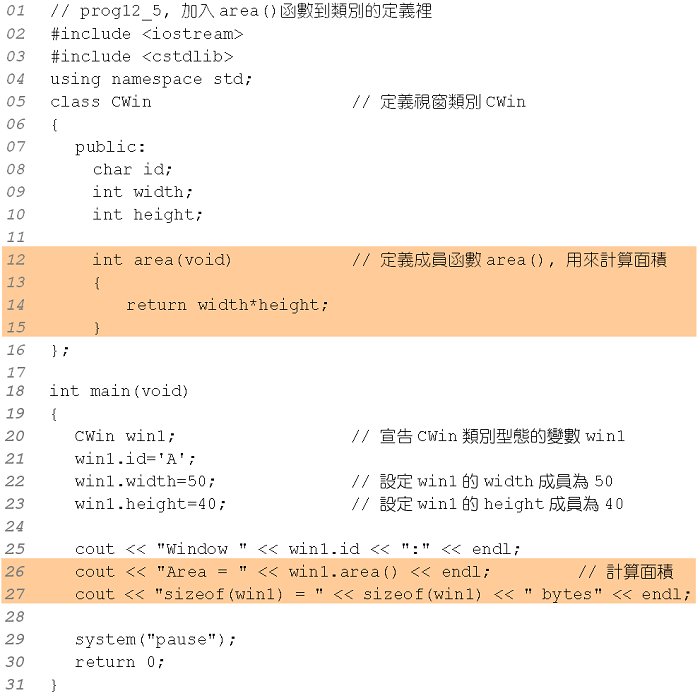 01 // prog12_5, 加入 area()函數到類別的定義裡
02 #include <iostream>
03 #include <cstdlib>
04 using namespace std;
05 class CWin // 定義視窗類別 CWin
06 {
07 public:
08 char id;
09 int width;
10 int height;
11
12 int area(void) // 定義成員函數 area(), 用來計算面積
13 {
14 return width*height;
15 }
16 };
17
18 int main(void)
19 {
20 CWin win1; // 宣告 CWin 類別型態的變數 win1
21 win1.id='A';
22 win1.width=50; // 設定 win1 的 width 成員為 50
23 win1.height=40; // 設定 win1 的 height 成員為 40
24
25 cout << "Window " << win1.id << ":" << endl;
26 cout << "Area = " << win1.area() << endl; // 計算面積
27 cout << "sizeof(win1) = " << sizeof(win1) << " bytes" << endl;
28
29 system("pause");
30 return 0;
31 }